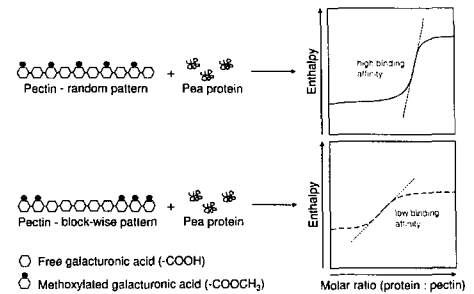 Enthalpy
high binding
affinity
+
Pectin - random pattern
Pea protein
Enthalpy
low binding
affinity
+
Pectin - block-wise pattern
Pea protein
Free galacturonic acid (-COOH)
Methoxylated galacturonic acid (-COOCH₃)
Molar ratio (protein : pectin)